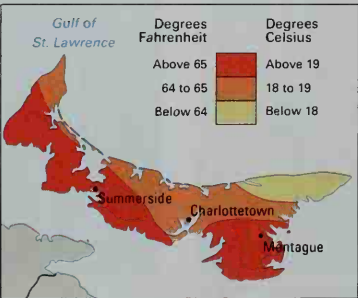 Gulf of
St. Lawrence
Degrees
Fahrenheit
Degrees
Celsius
Above 65
Above 19
64 to 65
18 to 19
Below 64
Below 18
Summerside
Charlottetown
Montague